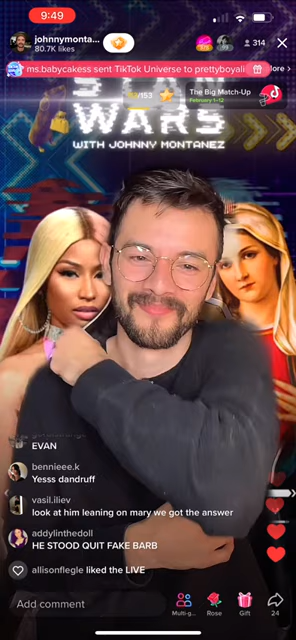 9:49
johnnymonta...
80.7K likes
314
ms.babycakess sent TikTok Universe to prettyboyali
lore >
/153
The Big Match-Up
February 1-12
STAN
WARS
WITH JOHNNY MONTANEZ
EVAN
bennieee.k
Yesss dandruff
vasil.iliev
look at him leaning on mary we got the answer
addylinthedoll
HE STOOD QUIT FAKE BARB
allisonflegle liked the LIVE
Add comment
Multi-g...
Rose
Gift
24